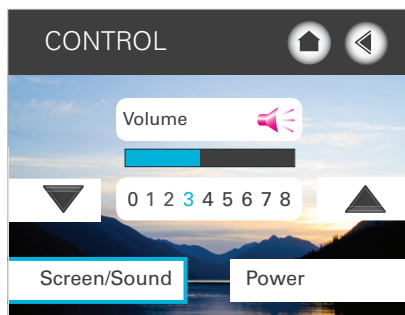 CONTROL
Volume
0 1 2 3 4 5 6 7 8
Screen/Sound
Power